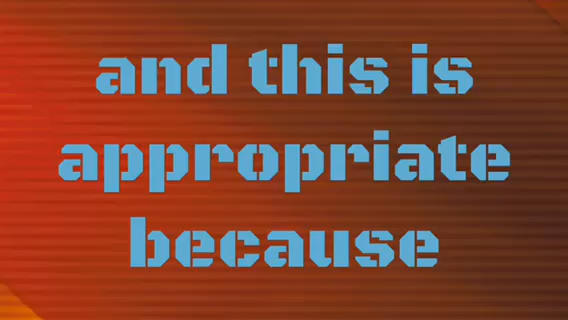 and this is
appropriate
because